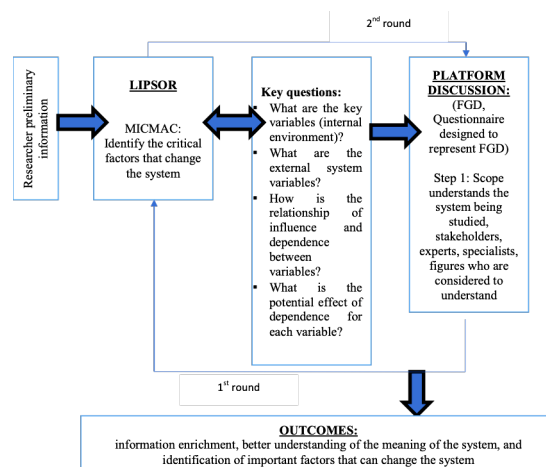 2nd round
Researcher preliminary
information
LIPSOR
MICMAC:
Identify the critical
factors that change
the system
Key questions:
▪ What are the key
variables (internal
environment)?
▪ What are the
external system
variables?
▪ How is the
relationship of
influence and
dependence
between
variables?
▪ What is the
potential effect of
dependence for
each variable?
PLATFORM
DISCUSSION:
(FGD,
Questionnaire
designed to
represent FGD)
Step 1: Scope
understands the
system being
studied,
stakeholders,
experts, specialists,
figures who are
considered to
understand
1st round
OUTCOMES:
information enrichment, better understanding of the meaning of the system, and
identification of important factors that can change the system